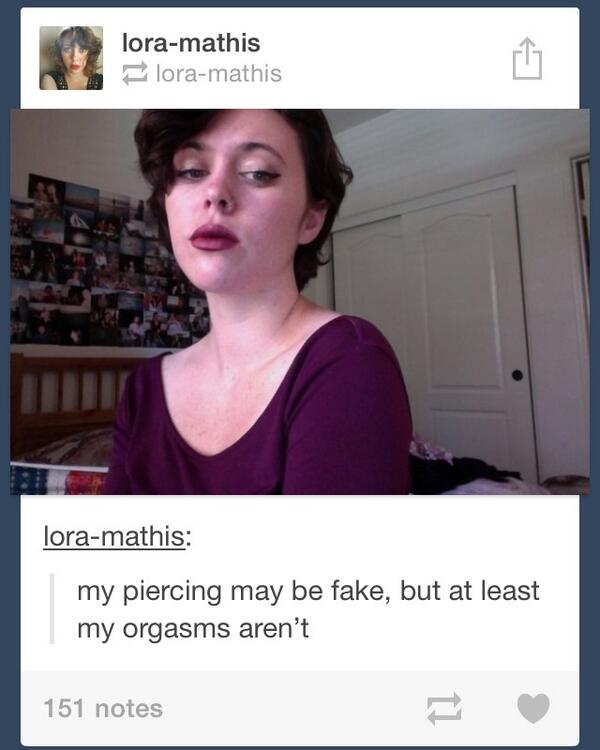 lora-mathis
lora-mathis
lora-mathis:
my piercing may be fake, but at least
my orgasms aren’t
151 notes